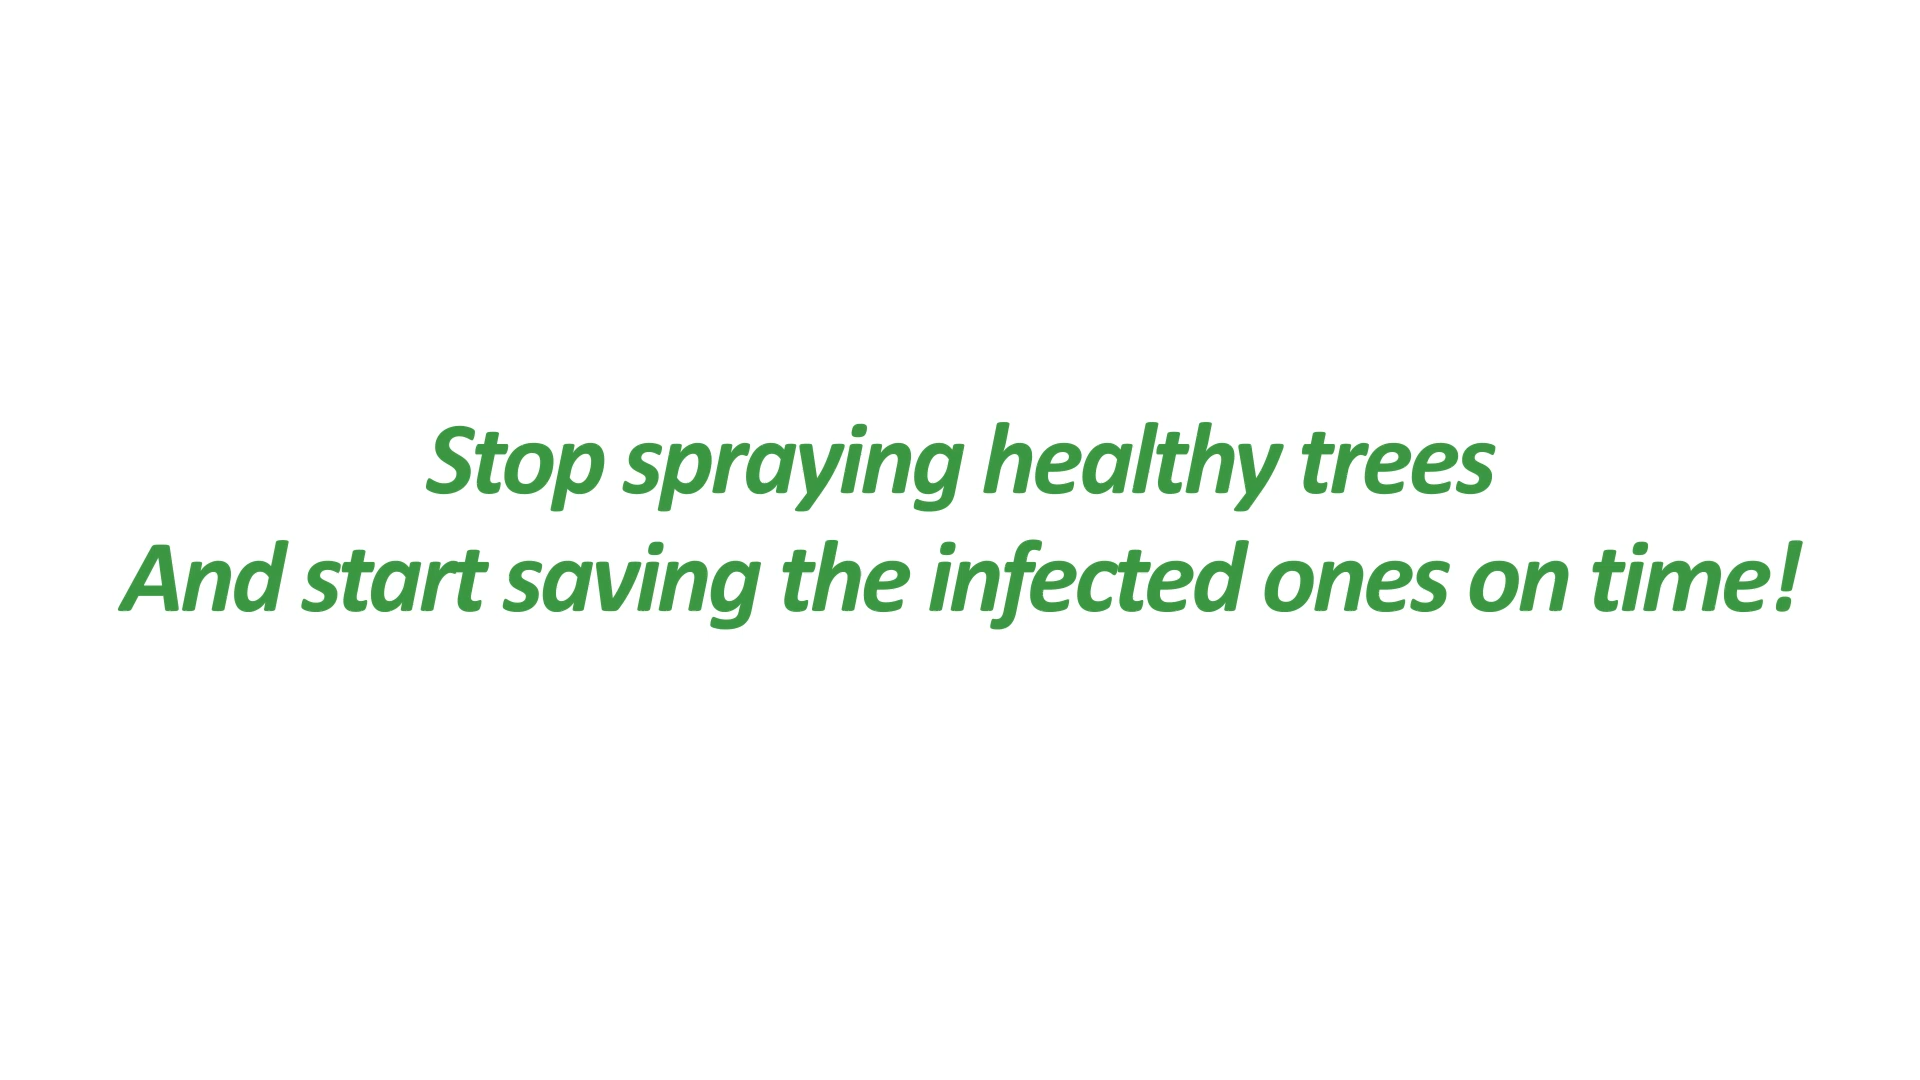 Stop spraying healthy trees
And start saving the infected ones on time!